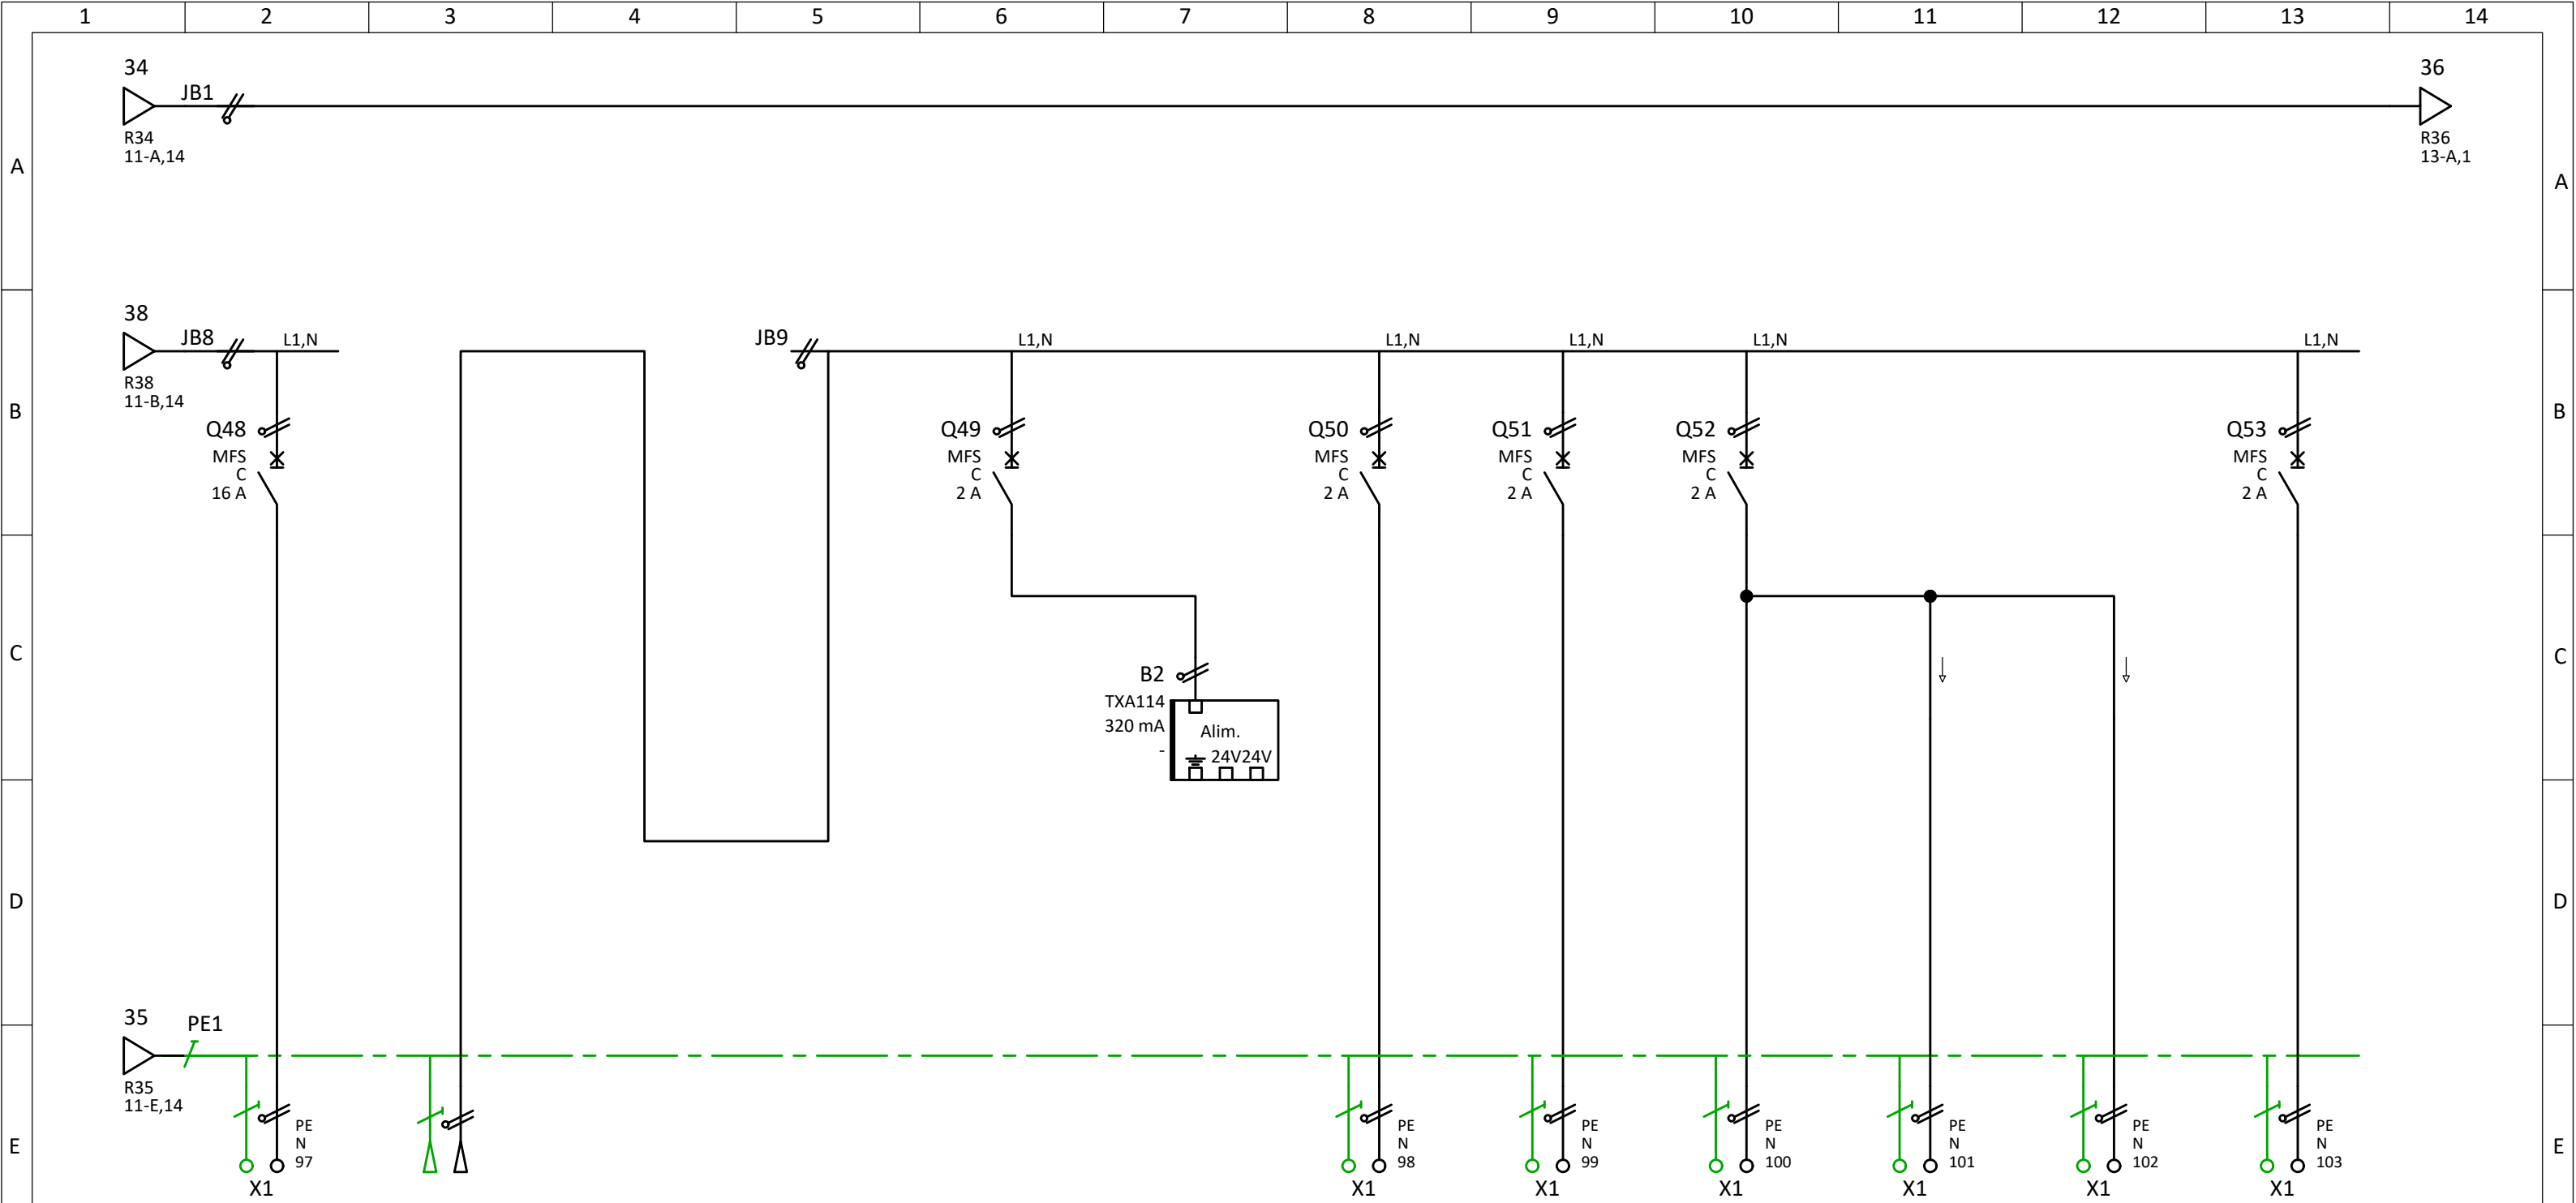 1 2 3 4 5 6 7 8 9 10 11 12 13 14
34 36
JB1
R34 R36
11-A,14 13-A,1
A A
38
JB8 L1,N JB9 L1,N L1,N L1,N L1,N L1,N
R38
11-B,14
B B
Q48 Q49 Q50 Q51 Q52 Q53
MFS MFS MFS MFS MFS MFS
C C C C C C
16 A 2 A 2 A 2 A 2 A 2 A
C C
B2
TXA114
320 mA Alim.
- 24V24V
D D
35 PE1
R35
11-E,14
PE PE PE PE PE PE PE
E N N N N N N N E
97 98 99 100 101 102 103
X1 X1 X1 X1 X1 X1 X1